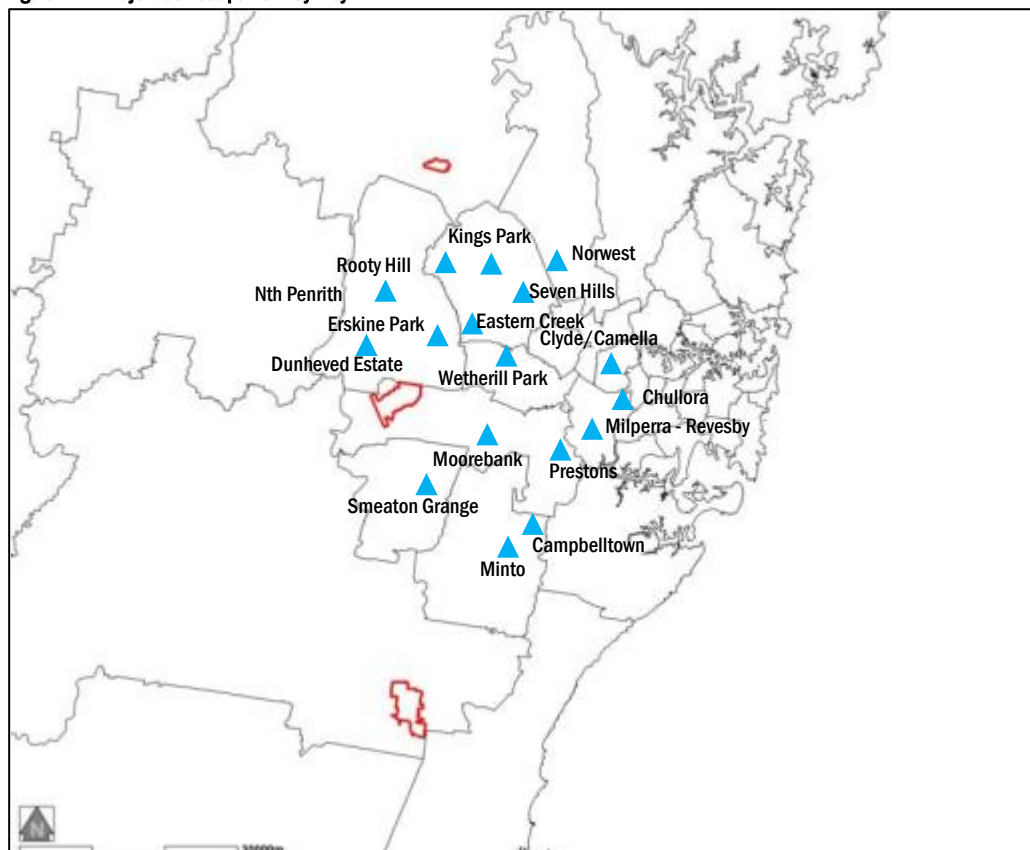 Kings Park
Norwest
Rooty Hill
Seven Hills
Nth Penrith
Erskine Park
Eastern Creek
Clyde/Camella
Dunheved Estate
Wetherill Park
Chullora
Milperra - Revesby
Moorebank
Prestons
Smeaton Grange
Campbelltown
Minto
N